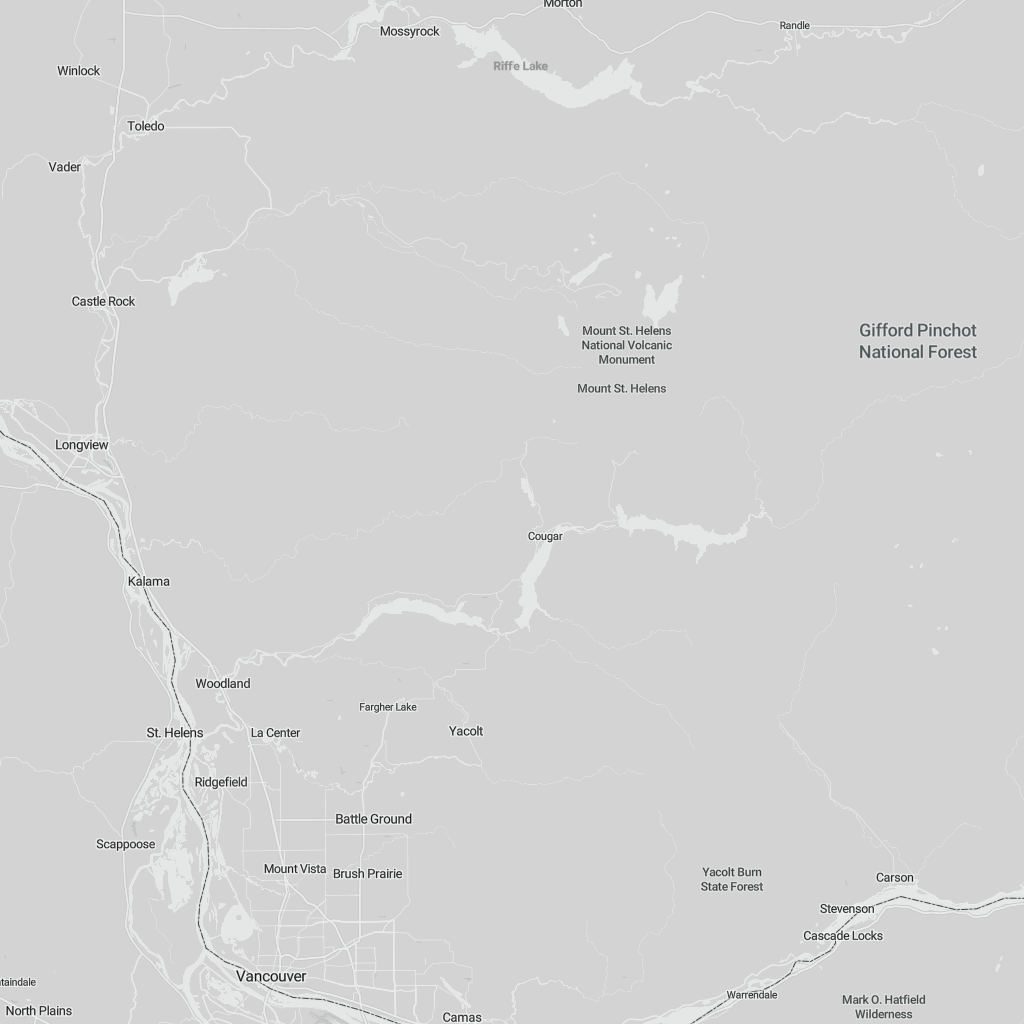 Morton
Randle
Mossyrock
Riffe Lake
Winlock
Toledo
Vader
Castle Rock
Mount St. Helens
National Volcanic
Monument
Gifford Pinchot
National Forest
Mount St. Helens
Longview
Cougar
Kalama
Woodland
Fargher Lake
St. Helens
La Center
Yacolt
Ridgefield
Battle Ground
Scappoose
Mount Vista
Brush Prairie
Yacolt Burn
State Forest
Carson
Stevenson
Cascade Locks
Vancouver
taindale
Warrendale
North Plains
Camas
Mark O. Hatfield
Wilderness